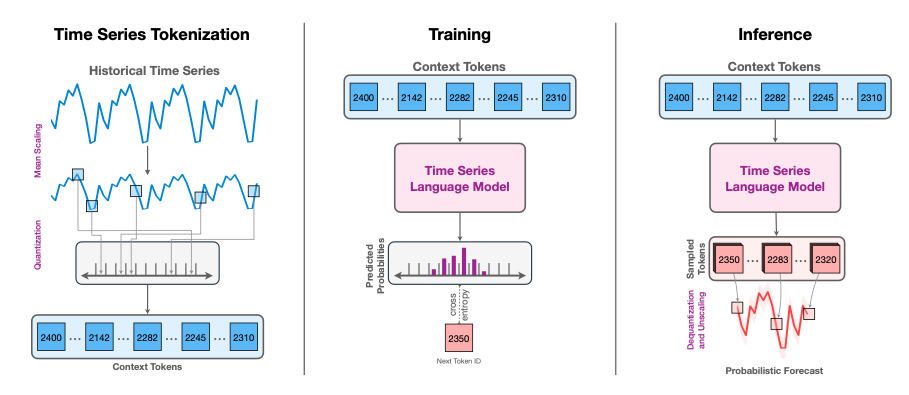 Time Series Tokenization
Historical Time Series
Mean Scaling
Quantization
2400 ... 2142 ... 2282 ... 2245 ... 2310
Context Tokens
Training
Context Tokens
2400 ... 2142 ... 2282 ... 2245 ... 2310
Time Series
Language Model
Predicted
Probabilities
cross
entropy
2350
Next Token ID
Inference
Context Tokens
2400 ... 2142 ... 2282 ... 2245 ... 2310
Time Series
Language Model
Sampled
Tokens
2350 ... 2283 ... 2320
Dequantization
and Unscaling
Probabilistic Forecast